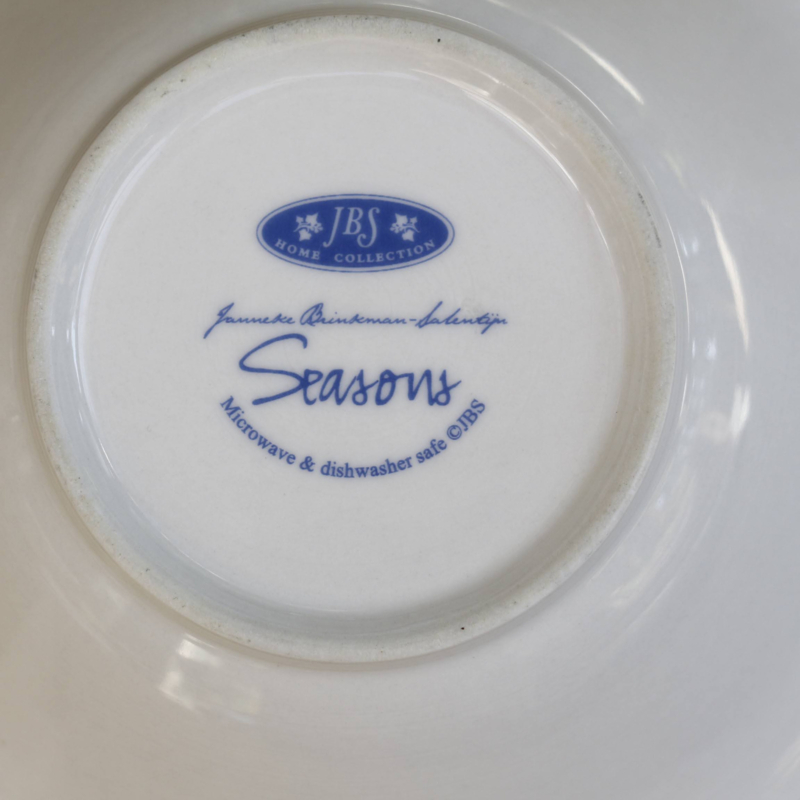 JBS
HOME COLLECTION
Janneke Brinkman-Salentijn
Seasons
Microwave & dishwasher safe ©JBS